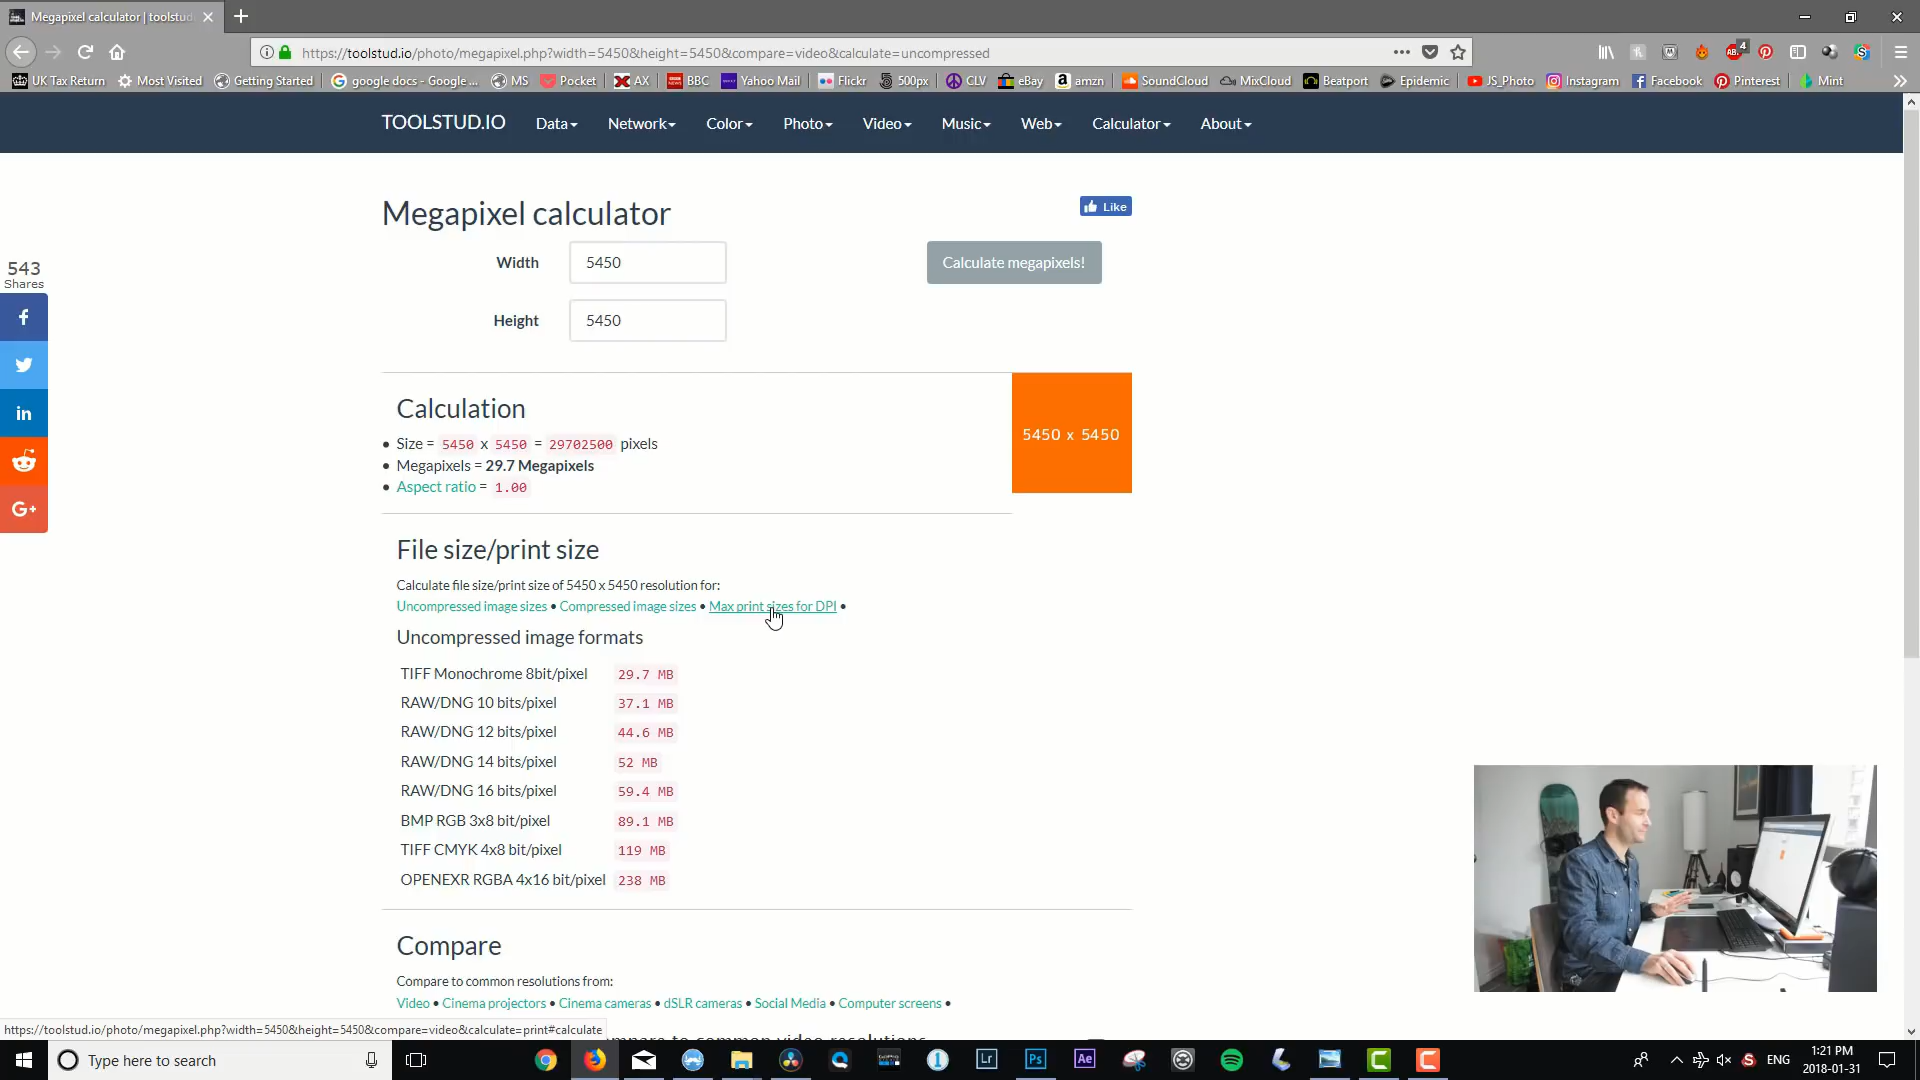 Megapixel calculator | toolstud
https://toolstud.io/photo/megapixel.php?width=5450&height=5450&compare=video&calculate=uncompressed
4
UK Tax Return
Most Visited
Getting Started
google docs - Google ...
MS
Pocket
AX
BBC
Yahoo Mail
Flickr
500px
CLV
eBay
amzn
SoundCloud
MixCloud
Beatport
Epidemic
JS_Photo
Instagram
Facebook
Pinterest
Mint
TOOLSTUD.IO
Data
Network
Color
Photo
Video
Music
Web
Calculator
About
Megapixel calculator
Like
Width
5450
Calculate megapixels!
543
Shares
Height
5450
Calculation
• Size = 5450 x 5450 = 29702500 pixels
• Megapixels = 29.7 Megapixels
• Aspect ratio = 1.00
5450 x 5450
File size/print size
Calculate file size/print size of 5450 x 5450 resolution for:
Uncompressed image sizes • Compressed image sizes • Max print sizes for DPI •
Uncompressed image formats
TIFF Monochrome 8bit/pixel 29.7 MB
RAW/DNG 10 bits/pixel 37.1 MB
RAW/DNG 12 bits/pixel 44.6 MB
RAW/DNG 14 bits/pixel 52 MB
RAW/DNG 16 bits/pixel 59.4 MB
BMP RGB 3x8 bit/pixel 89.1 MB
TIFF CMYK 4x8 bit/pixel 119 MB
OPENEXR RGBA 4x16 bit/pixel 238 MB
Compare
Compare to common resolutions from:
Video • Cinema projectors • Cinema cameras • dSLR cameras • Social Media • Computer screens •
https://toolstud.io/photo/megapixel.php?width=5450&height=5450&compare=video&calculate=print#calculate
Type here to search
Lr
Ps
Ae
ENG
1:21 PM
2018-01-31